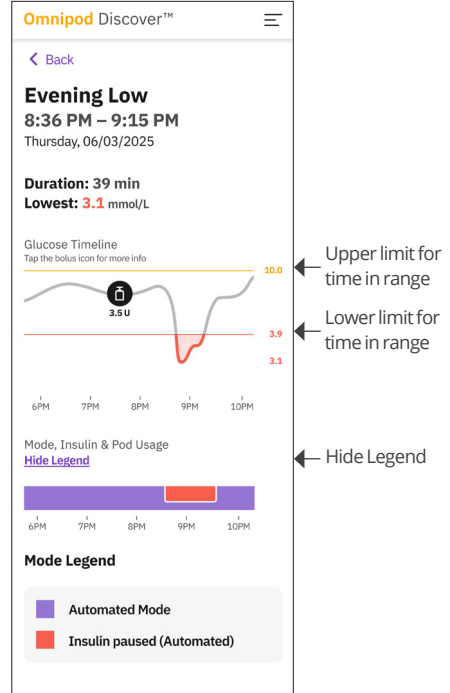 Omnipod Discover™
Back
Evening Low
8:36 PM – 9:15 PM
Thursday, 06/03/2025
Duration: 39 min
Lowest: 3.1 mmol/L
Glucose Timeline
Tap the bolus icon for more info
10.0
Upper limit for
time in range
3.5 U
3.9
Lower limit for
time in range
3.1
6PM 7PM 8PM 9PM 10PM
Mode, Insulin & Pod Usage
Hide Legend
Hide Legend
6PM 7PM 8PM 9PM 10PM
Mode Legend
Automated Mode
Insulin paused (Automated)